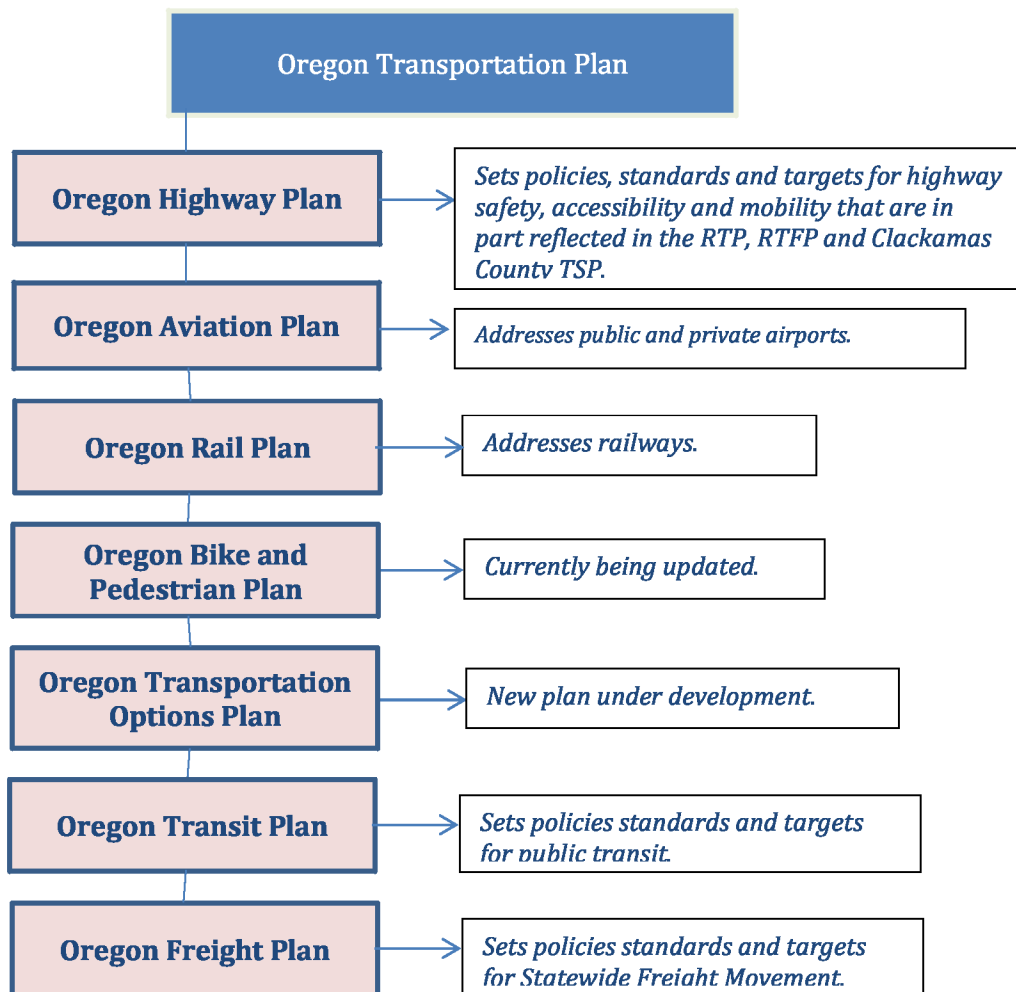 Oregon Transportation Plan
Oregon Highway Plan
Sets policies, standards and targets for highway
safety, accessibility and mobility that are in
part reflected in the RTP, RTFP and Clackamas
County TSP.
Oregon Aviation Plan
Addresses public and private airports.
Oregon Rail Plan
Addresses railways.
Oregon Bike and
Pedestrian Plan
Currently being updated.
Oregon Transportation
Options Plan
New plan under development.
Oregon Transit Plan
Sets policies standards and targets
for public transit.
Oregon Freight Plan
Sets policies standards and targets
for Statewide Freight Movement.